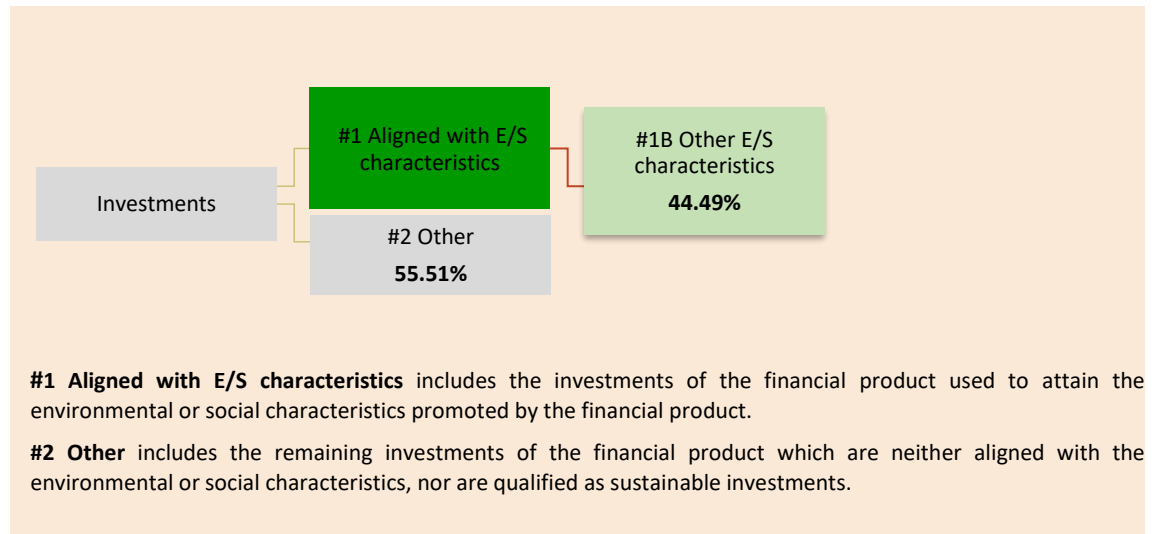 #1 Aligned with E/S
characteristics
#1B Other E/S
characteristics
44.49%
Investments
#2 Other
55.51%
#1 Aligned with E/S characteristics includes the investments of the financial product used to attain the
environmental or social characteristics promoted by the financial product.
#2 Other includes the remaining investments of the financial product which are neither aligned with the
environmental or social characteristics, nor are qualified as sustainable investments.